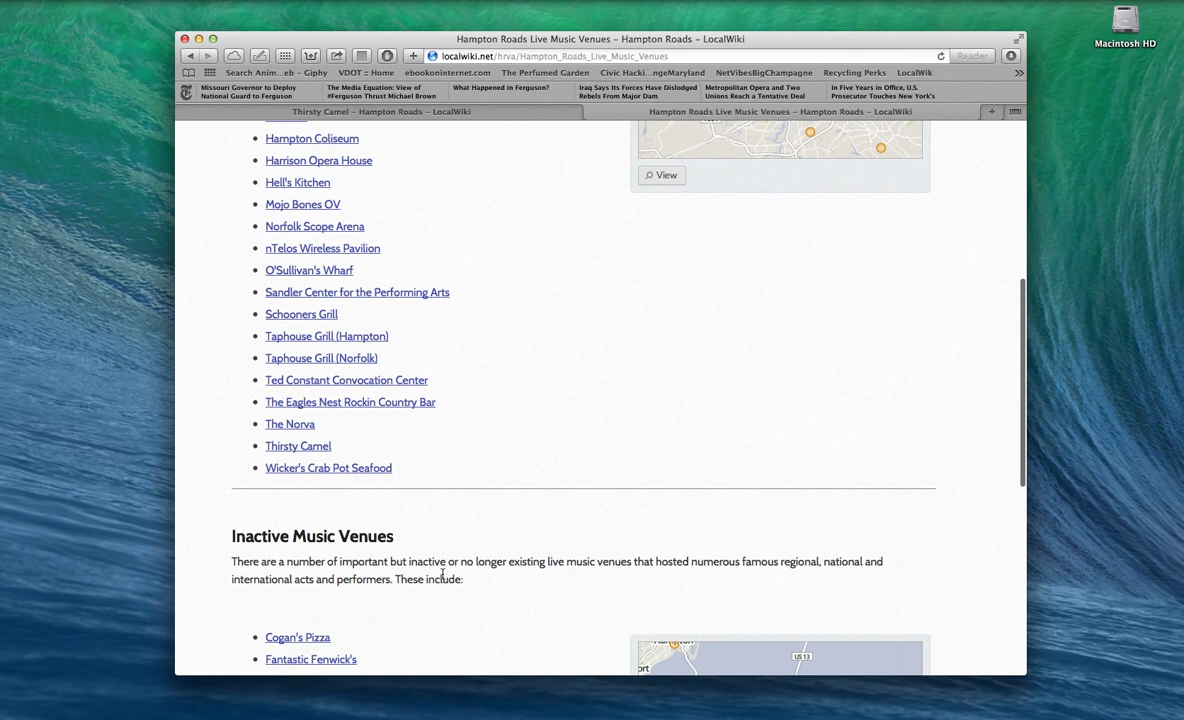 Hampton Roads Live Music Venues – Hampton Roads – LocalWiki
Macintosh HD
localwiki.net/hrva/Hampton_Roads_Live_Music_Venues
Reader
Search Anim...eb – Giphy VDOT :: Home ebookoninternet.com The Perfumed Garden Civic Hacki...ngeMaryland NetVibesBigChampagne Recycling Perks LocalWik
Missouri Governor to Deploy
National Guard to Ferguson
The Media Equation: View of
#Ferguson Thrust Michael Brown
What Happened in Ferguson?
Iraq Says Its Forces Have Dislodged
Rebels From Major Dam
Metropolitan Opera and Two
Unions Reach a Tentative Deal
In Five Years in Office, U.S.
Prosecutor Touches New York's
Thirsty Camel – Hampton Roads – LocalWiki
Hampton Roads Live Music Venues – Hampton Roads – LocalWiki
Hampton Coliseum
Harrison Opera House
Hell's Kitchen
Mojo Bones OV
Norfolk Scope Arena
nTelos Wireless Pavilion
O'Sullivan's Wharf
Sandler Center for the Performing Arts
Schooners Grill
Taphouse Grill (Hampton)
Taphouse Grill (Norfolk)
Ted Constant Convocation Center
The Eagles Nest Rockin Country Bar
The Norva
Thirsty Camel
Wicker's Crab Pot Seafood
View
Inactive Music Venues
There are a number of important but inactive or no longer existing live music venues that hosted numerous famous regional, national and
international acts and performers. These include:
Cogan's Pizza
Fantastic Fenwick's
US 13
ort